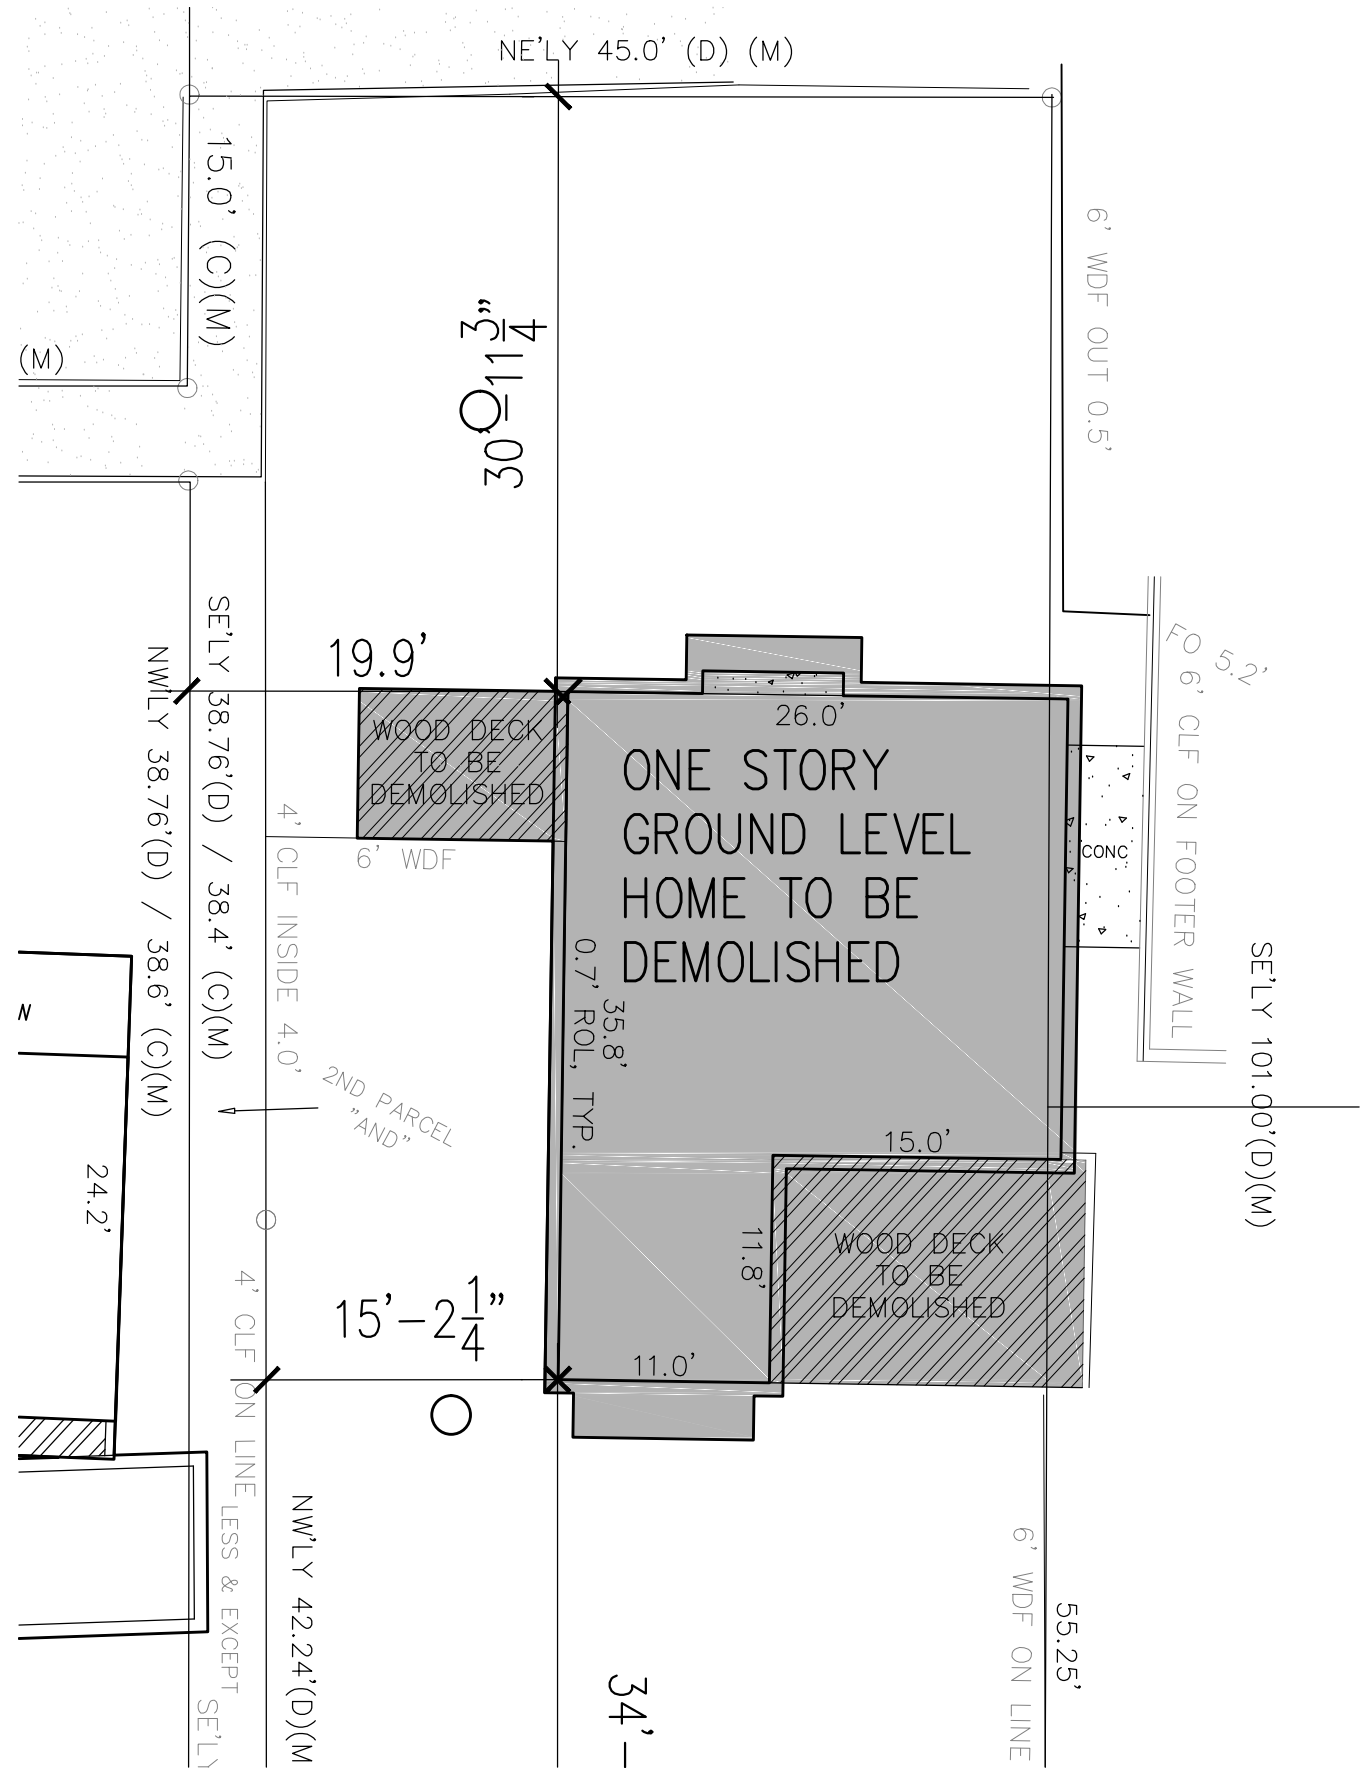 NE'LY 45.0' (D) (M)
15.0' (C)(M)
(M)
30'-11 3/4"
6' WDF OUT 0.5'
FO 5.2'
6' CLF ON FOOTER WALL
SE'LY 38.76'(D) / 38.4' (C)(M)
NW'LY 38.76'(D) / 38.6' (C)(M)
19.9'
WOOD DECK
TO BE
DEMOLISHED
6' WDF
4' CLF INSIDE 4.0'
26.0'
ONE STORY
GROUND LEVEL
HOME TO BE
DEMOLISHED
CONC
35.8'
0.7' ROL, TYP.
SE'LY 101.00'(D)(M)
N
2ND PARCEL
"AND"
24.2'
15.0'
11.8'
WOOD DECK
TO BE
DEMOLISHED
15'-2 1/4"
11.0'
4' CLF ON LINE
LESS & EXCEPT
NW'LY 42.24'(D)(M
SE'LY
34'-
6' WDF ON LINE
55.25'